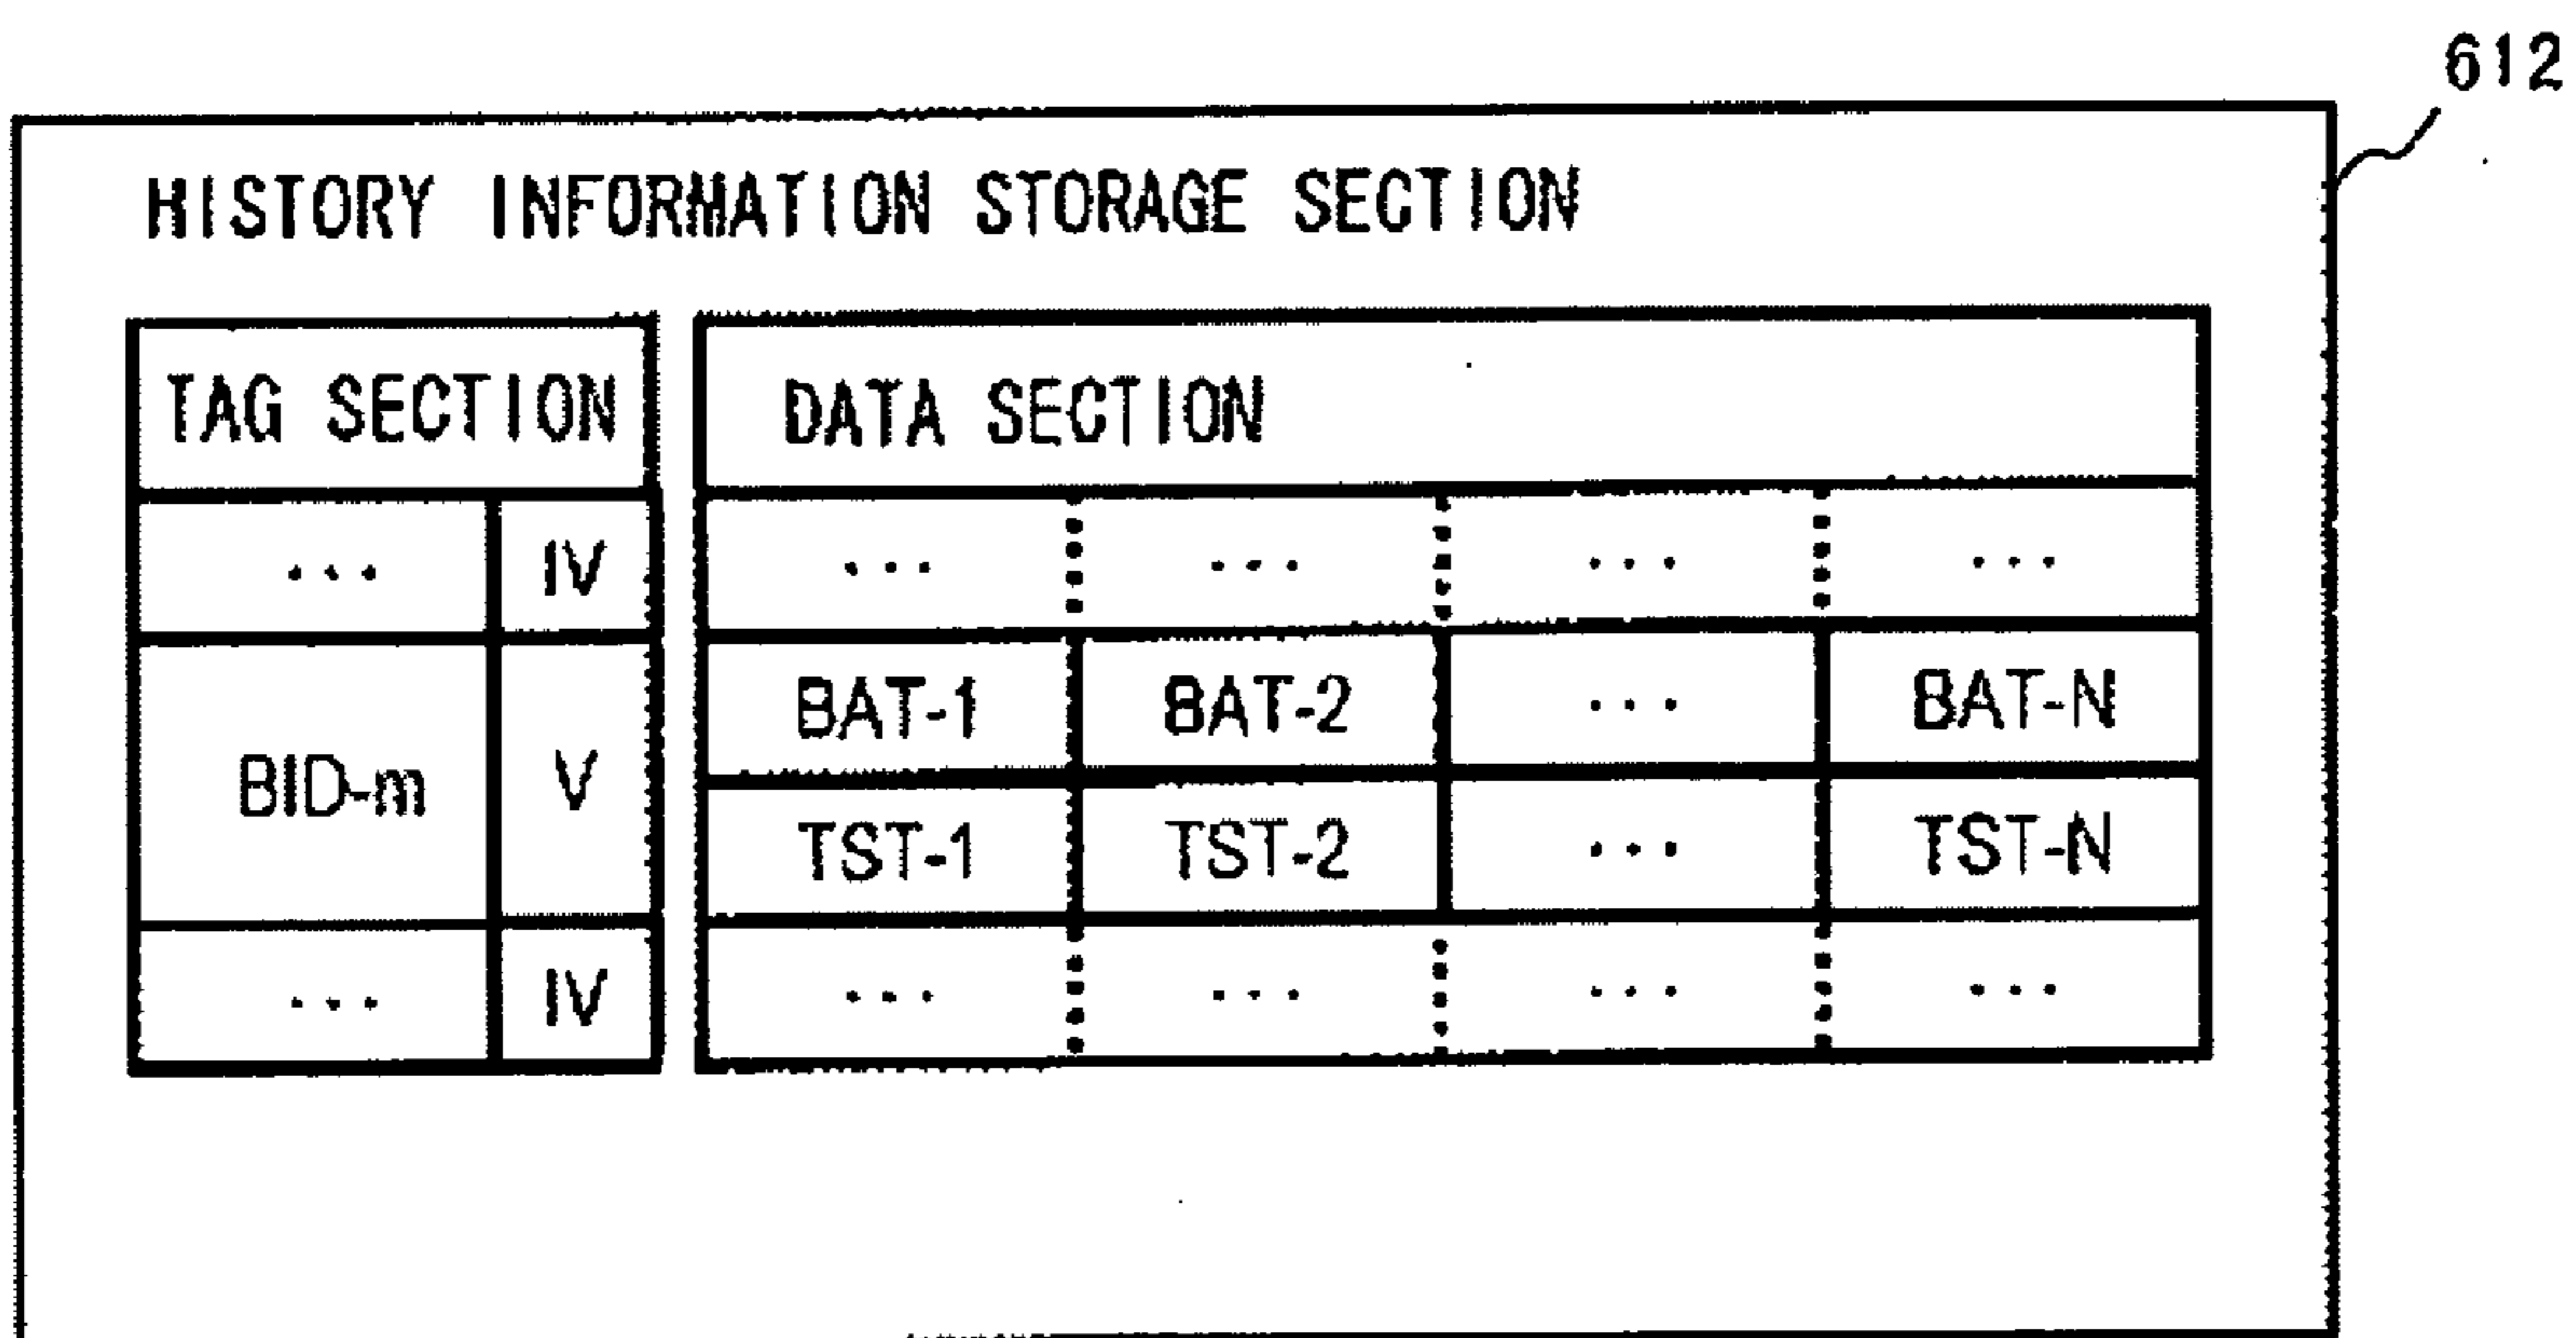 612
HISTORY INFORMATION STORAGE SECTION
TAG SECTION DATA SECTION
... IV ... ... ... ...
BID-m V BAT-1 BAT-2 ... BAT-N
TST-1 TST-2 ... TST-N
... IV ... ... ... ...